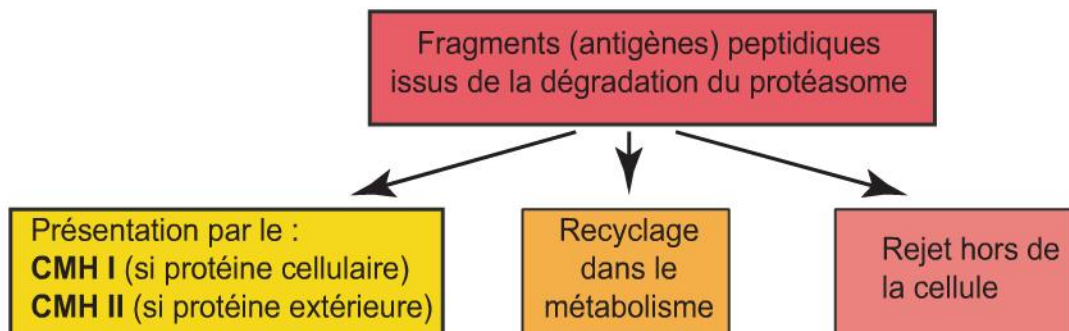 Fragments (antigènes) peptidiques
issus de la dégradation du protéasome
Présentation par le :
CMH I (si protéine cellulaire)
CMH II (si protéine extérieure)
Recyclage
dans le
métabolisme
Rejet hors de
la cellule